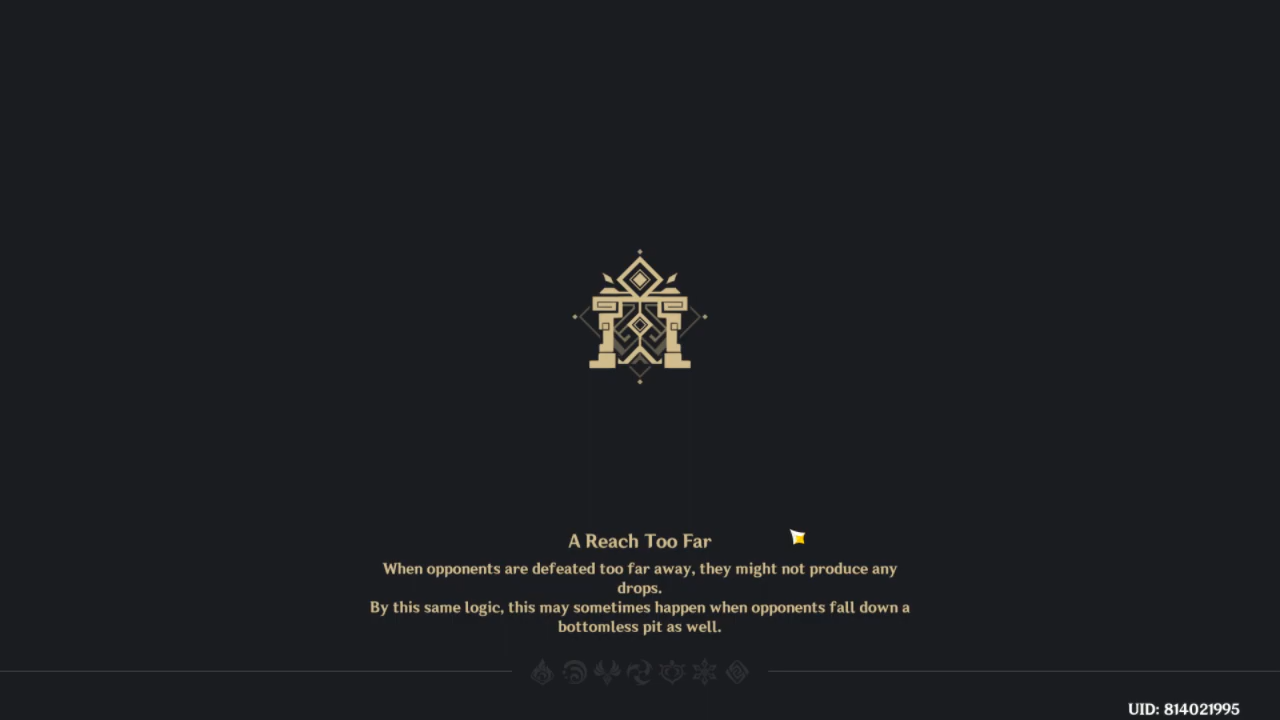 A Reach Too Far
When opponents are defeated too far away, they might not produce any
drops.
By this same logic, this may sometimes happen when opponents fall down a
bottomless pit as well.
UID: 814021995